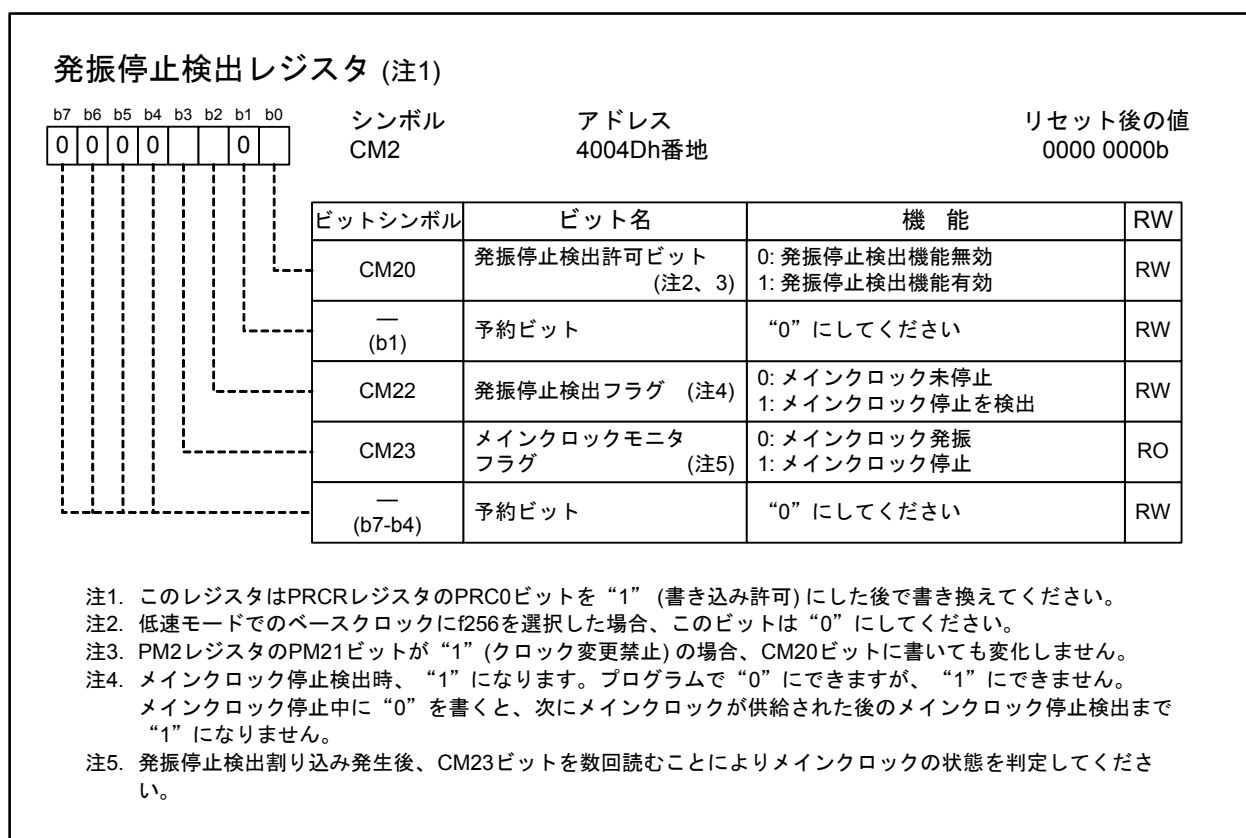 発振停止検出レジスタ (注1)
b7 b6 b5 b4 b3 b2 b1 b0
0 0 0 0 0
シンボル アドレス リセット後の値
CM2 4004Dh番地 0000 0000b
ビットシンボル ビット名 機 能 RW
CM20 発振停止検出許可ビット (注2、3) 0: 発振停止検出機能無効 RW
1: 発振停止検出機能有効
— (b1) 予約ビット “0”にしてください RW
CM22 発振停止検出フラグ (注4) 0: メインクロック未停止 RW
1: メインクロック停止を検出
CM23 メインクロックモニタ 0: メインクロック発振 RO
フラグ (注5) 1: メインクロック停止
— (b7-b4) 予約ビット “0”にしてください RW
注1. このレジスタはPRCRレジスタのPRC0ビットを“1” (書き込み許可) にした後で書き換えてください。
注2. 低速モードでのベースクロックにf256を選択した場合、このビットは“0”にしてください。
注3. PM2レジスタのPM21ビットが“1” (クロック変更禁止) の場合、CM20ビットに書いても変化しません。
注4. メインクロック停止検出時、“1”になります。プログラムで“0”にできますが、“1”にできません。
メインクロック停止中に“0”を書くと、次にメインクロックが供給された後のメインクロック停止検出まで
“1”になりません。
注5. 発振停止検出割り込み発生後、CM23ビットを数回読むことによりメインクロックの状態を判定してくださ
い。